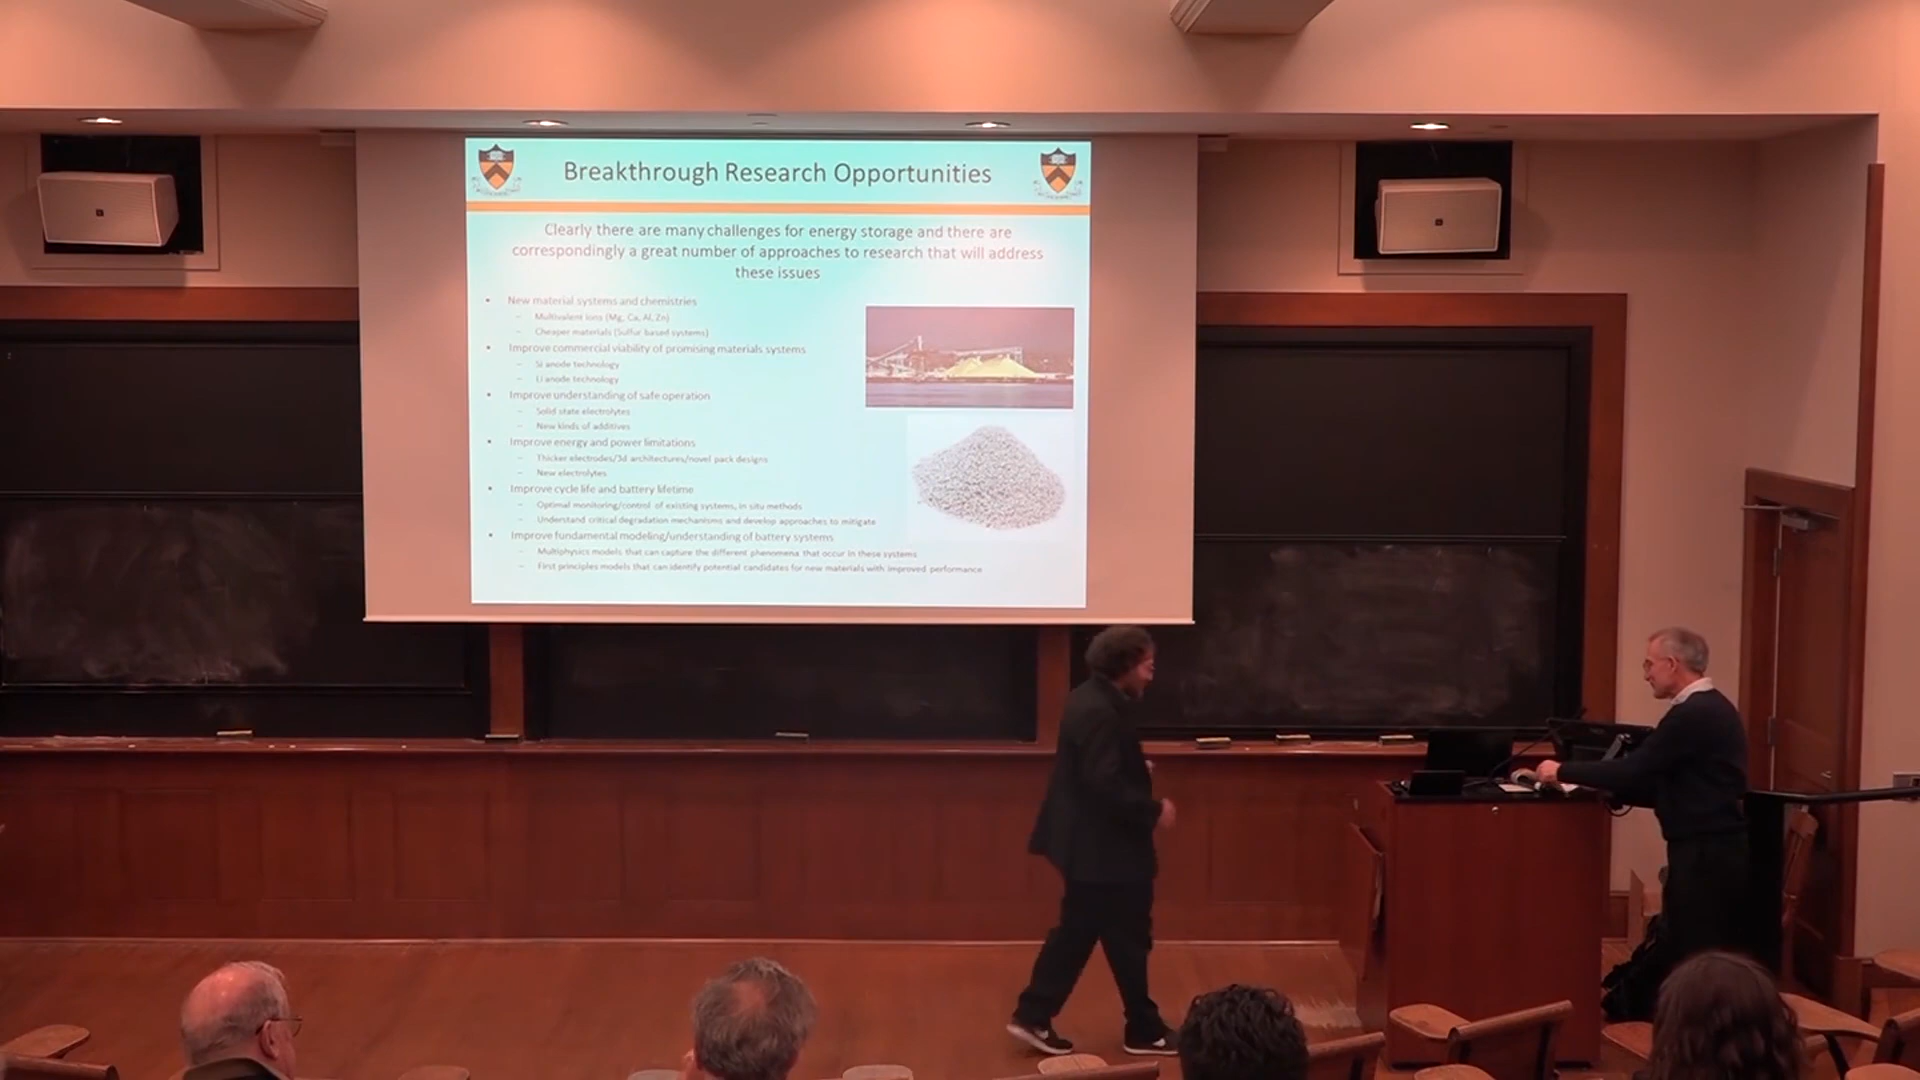 Breakthrough Research Opportunities
Clearly there are many challenges for energy storage and there are
correspondingly a great number of approaches to research that will address
these issues
• New material systems and chemistries
– Multivalent ions (Mg, Ca, Al, Zn)
– Cheaper materials (Sulfur based systems)
• Improve commercial viability of promising materials systems
– Si anode technology
– Li anode technology
• Improve understanding of safe operation
– Solid state electrolytes
– New kinds of additives
• Improve energy and power limitations
– Thicker electrodes/3d architectures/novel pack designs
– New electrolytes
• Improve cycle life and battery lifetime
– Optimal monitoring/control of existing systems, in situ methods
– Understand critical degradation mechanisms and develop approaches to mitigate
• Improve fundamental modeling/understanding of battery systems
– Multiphysics models that can capture the different phenomena that occur in these systems
– First principles models that can identify potential candidates for new materials with improved performance